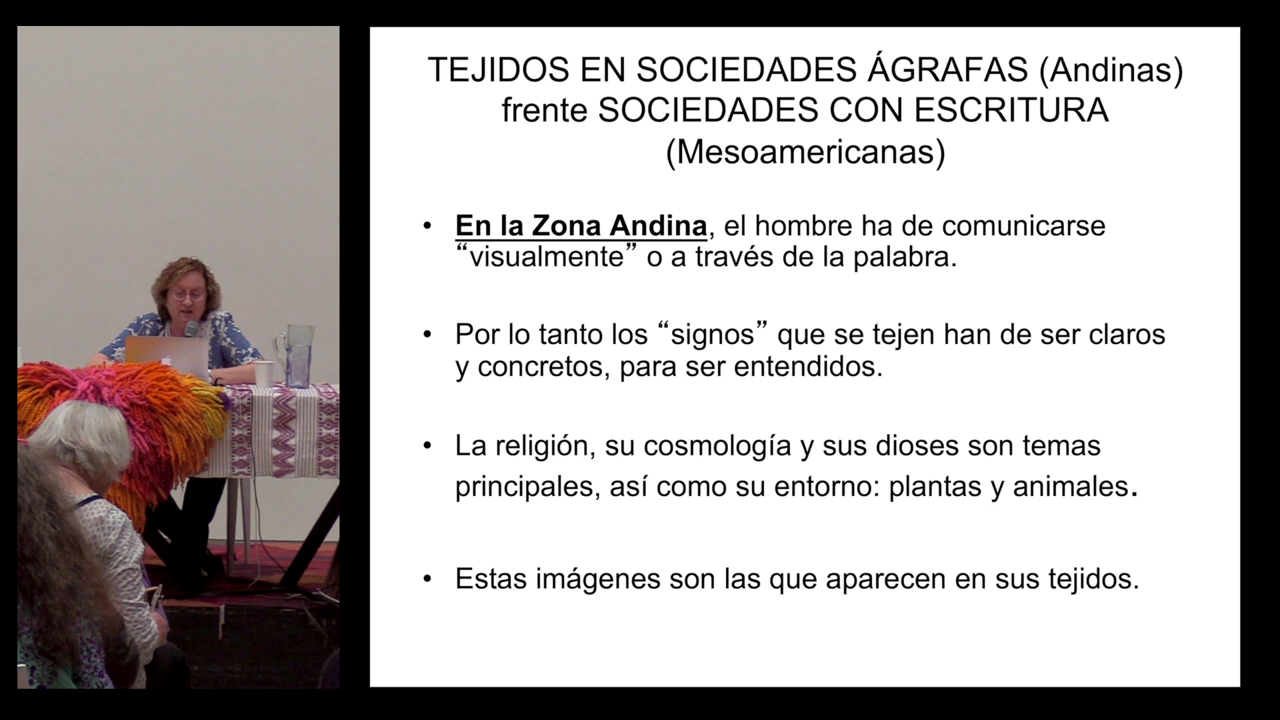 TEJIDOS EN SOCIEDADES ÁGRAFAS (Andinas)
frente SOCIEDADES CON ESCRITURA
(Mesoamericanas)
• En la Zona Andina, el hombre ha de comunicarse
“visualmente” o a través de la palabra.
• Por lo tanto los “signos” que se tejen han de ser claros
y concretos, para ser entendidos.
• La religión, su cosmología y sus dioses son temas
principales, así como su entorno: plantas y animales.
• Estas imágenes son las que aparecen en sus tejidos.